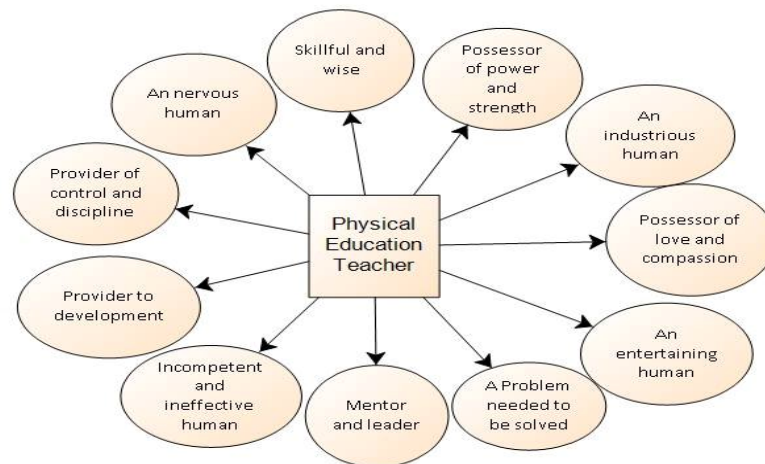 Skillful and
wise
Possessor
of power
and
strength
An nervous
human
An
industrious
human
Provider of
control and
discipline
Physical
Education
Teacher
Possessor of
love and
compassion
Provider to
development
An
entertaining
human
Incompetent
and
ineffective
human
Mentor
and leader
A Problem
needed to
be solved